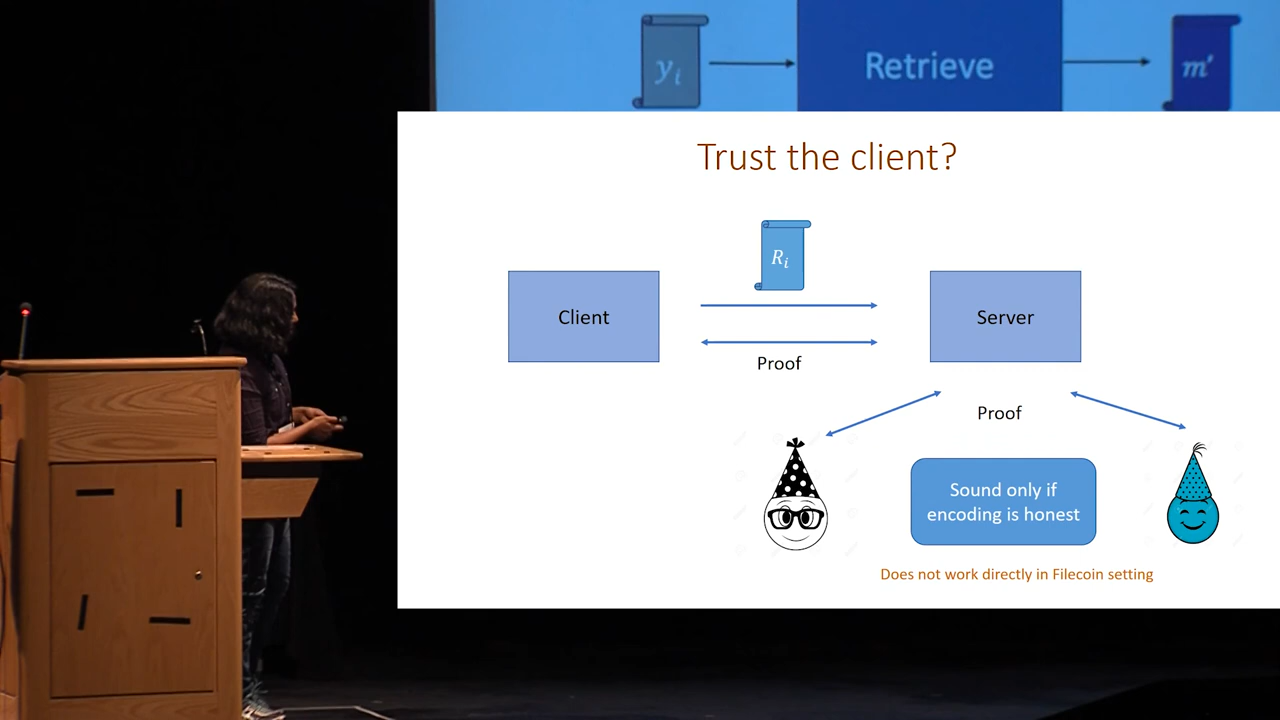 yᵢ
Retrieve
m′
Trust the client?
Rᵢ
Client
Server
Proof
Proof
Sound only if
encoding is honest
Does not work directly in Filecoin setting